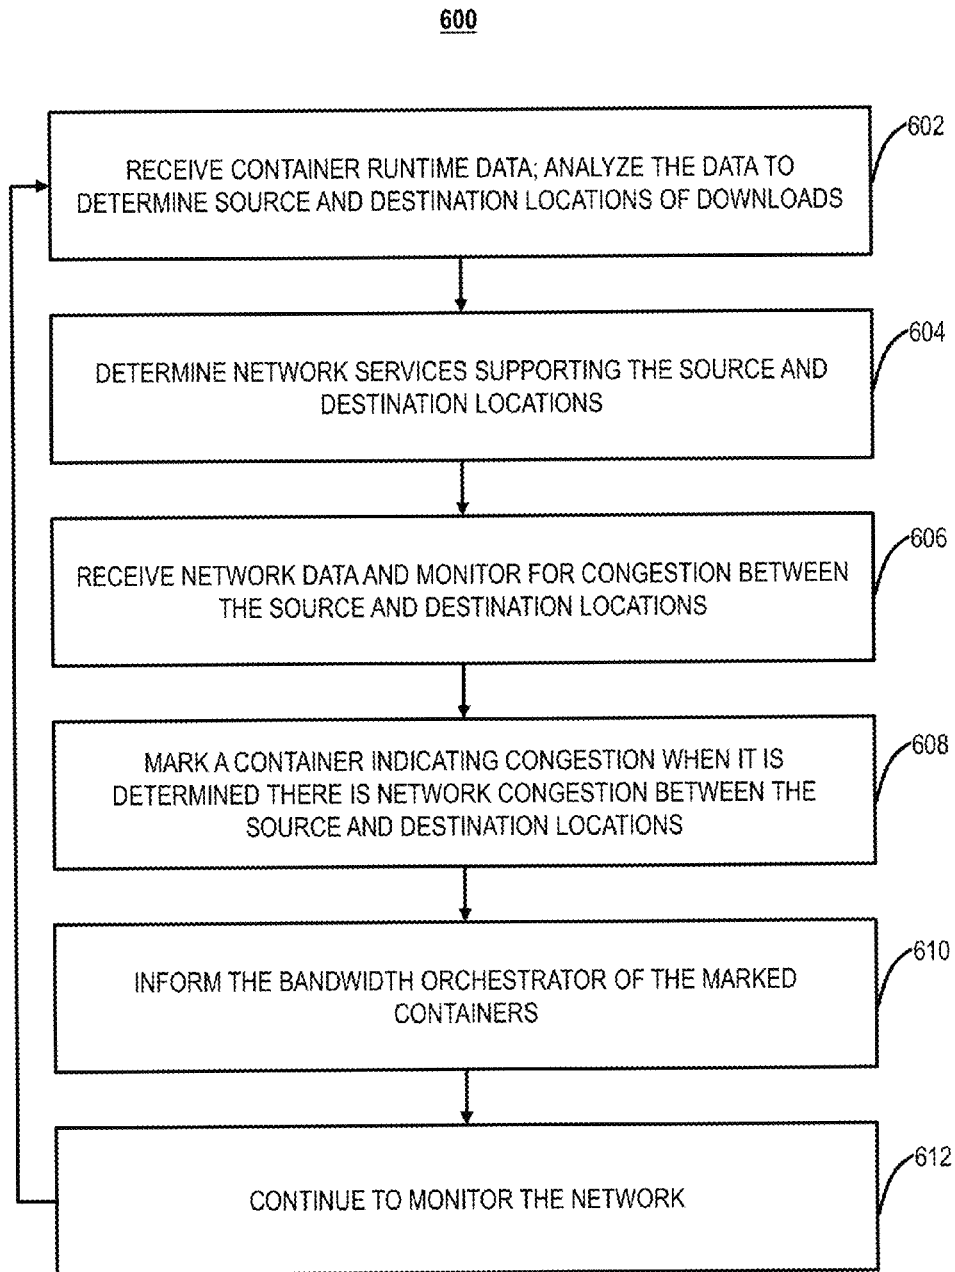 600
602
RECEIVE CONTAINER RUNTIME DATA; ANALYZE THE DATA TO
DETERMINE SOURCE AND DESTINATION LOCATIONS OF DOWNLOADS
604
DETERMINE NETWORK SERVICES SUPPORTING THE SOURCE AND
DESTINATION LOCATIONS
606
RECEIVE NETWORK DATA AND MONITOR FOR CONGESTION BETWEEN
THE SOURCE AND DESTINATION LOCATIONS
608
MARK A CONTAINER INDICATING CONGESTION WHEN IT IS
DETERMINED THERE IS NETWORK CONGESTION BETWEEN THE
SOURCE AND DESTINATION LOCATIONS
610
INFORM THE BANDWIDTH ORCHESTRATOR OF THE MARKED
CONTAINERS
612
CONTINUE TO MONITOR THE NETWORK